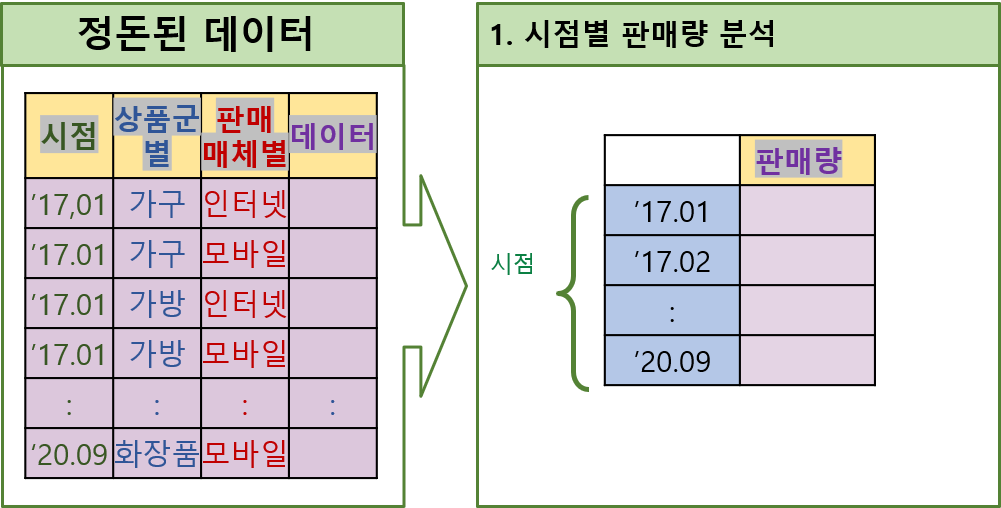 정돈된 데이터
시점 상품군별 판매 매체별 데이터
’17,01 가구 인터넷
’17.01 가구 모바일
’17.01 가방 인터넷
’17.01 가방 모바일
: : : :
’20.09 화장품 모바일
1. 시점별 판매량 분석
판매량
시점
’17.01
’17.02
:
’20.09